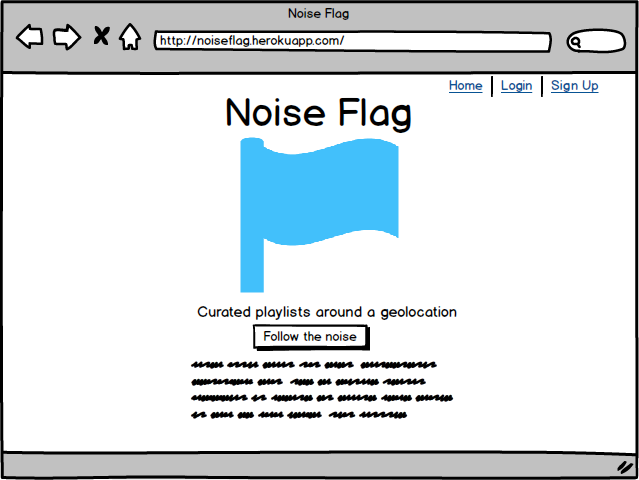 Noise Flag
http://noiseflag.herokuapp.com/
Home | Login | Sign Up
Noise Flag
Curated playlists around a geolocation
Follow the noise